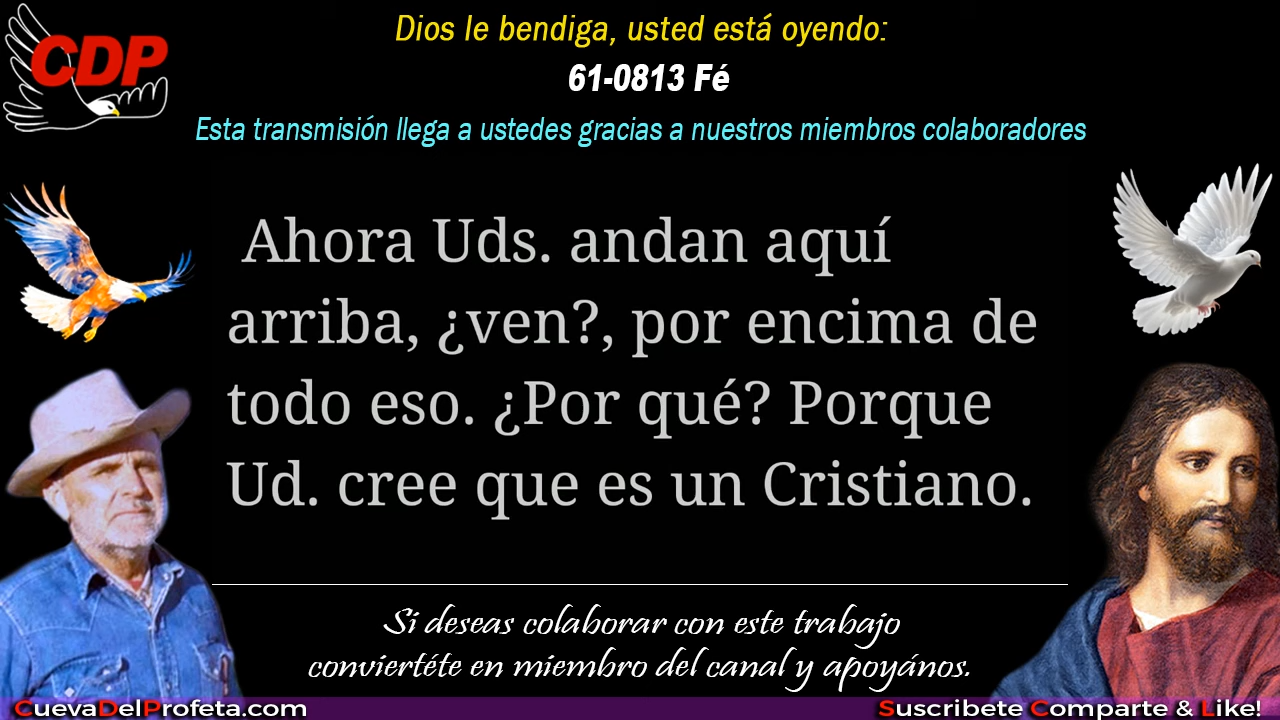 CDP
Dios le bendiga, usted está oyendo:
61-0813 Fé
Esta transmisión llega a ustedes gracias a nuestros miembros colaboradores
Ahora Uds. andan aquí
arriba, ¿ven?, por encima de
todo eso. ¿Por qué? Porque
Ud. cree que es un Cristiano.
Si deseas colaborar con este trabajo
conviertéte en miembro del canal y apoyános.
CuevaDelProfeta.com
Suscribete Comparte & Like!